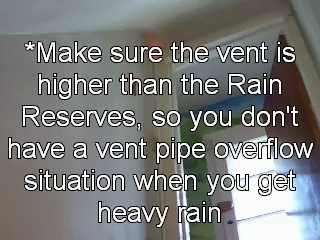 *Make sure the vent is
higher than the Rain
Reserves, so you don't
have a vent pipe overflow
situation when you get
heavy rain